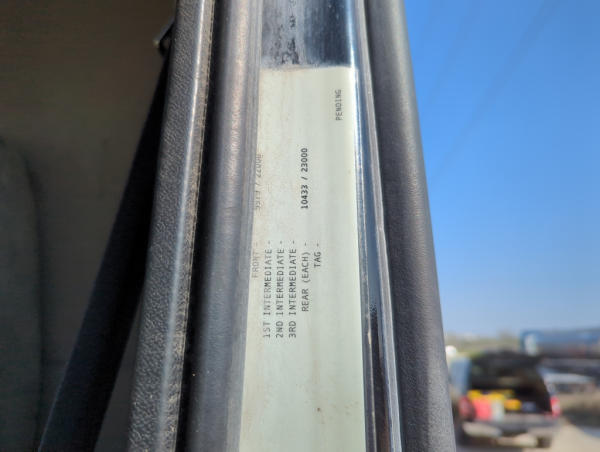 FRONT -
1ST INTERMEDIATE -
2ND INTERMEDIATE -
3RD INTERMEDIATE -
REAR (EACH) - 10433 / 23000
TAG -
PENDING